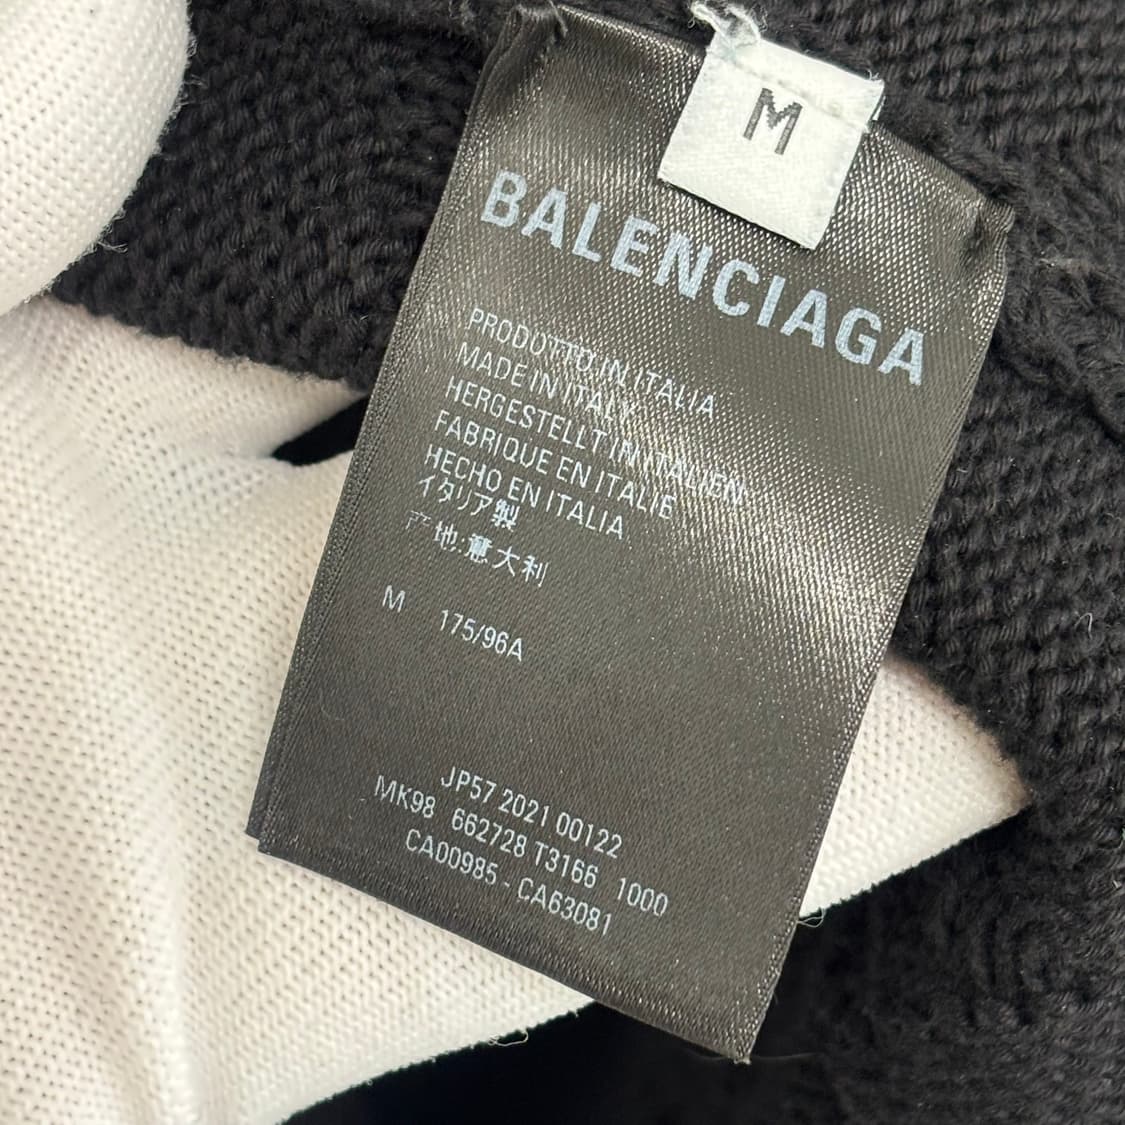 M
BALENCIAGA
PRODOTTO IN ITALIA
MADE IN ITALY
HERGESTELLT IN ITALIEN
FABRIQUE EN ITALIE
HECHO EN ITALIA
イタリア製
产地:意大利
M 175/96A
JP57 2021 00122
MK98 662728 T3166 1000
CA00985 - CA63081